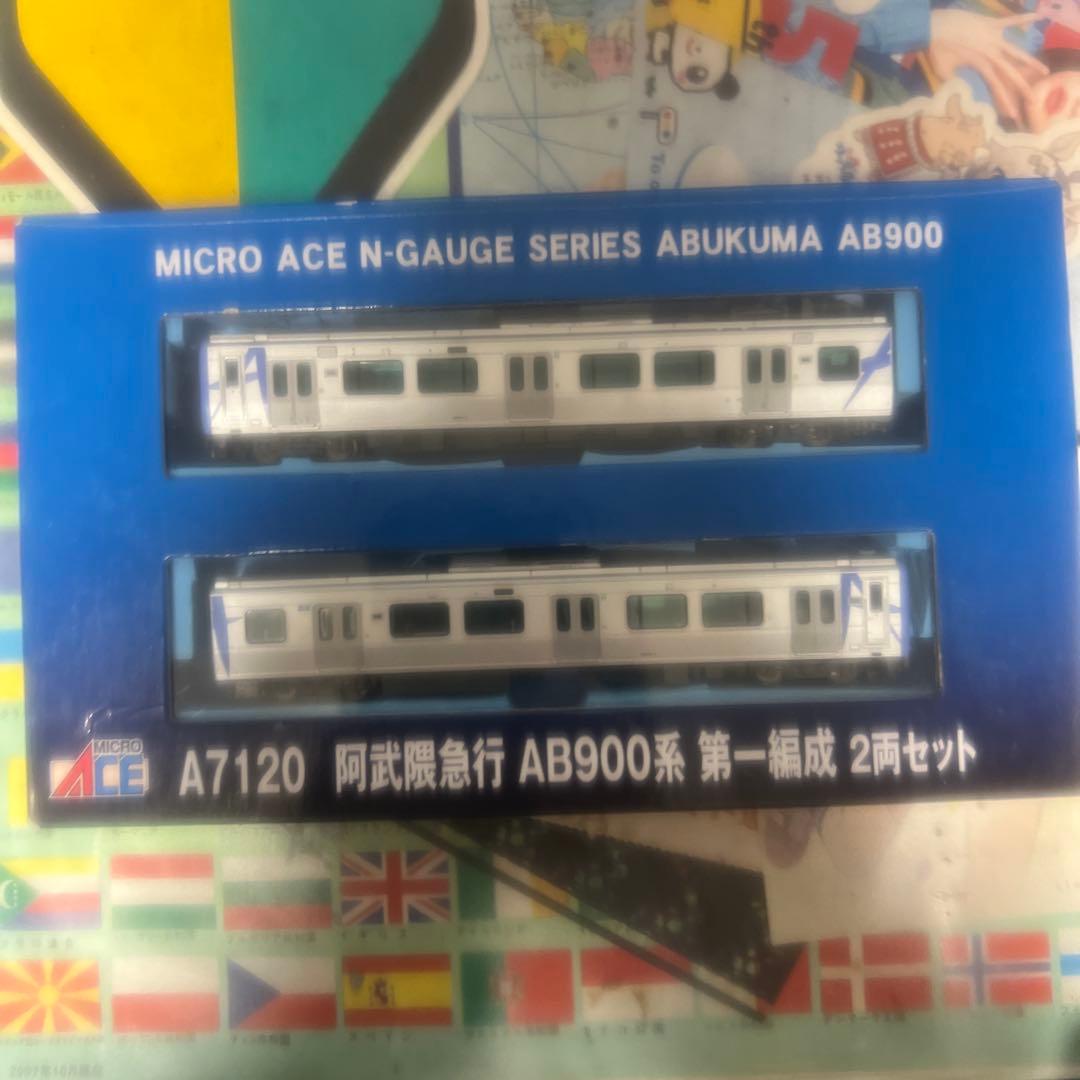 MICRO ACE N-GAUGE SERIES ABUKUMA AB900
MICRO
ACE
A7120 阿武隈急行 AB900系 第一編成 2両セット